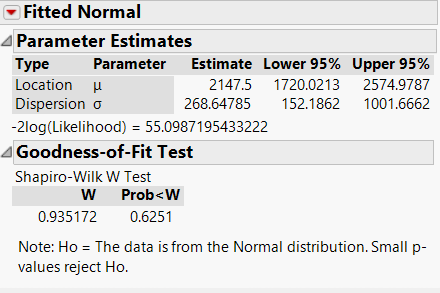 Fitted Normal
Parameter Estimates
Type Parameter Estimate Lower 95% Upper 95%
Location μ 2147.5 1720.0213 2574.9787
Dispersion σ 268.64785 152.1862 1001.6662
-2log(Likelihood) = 55.0987195433222
Goodness-of-Fit Test
Shapiro-Wilk W Test
W Prob<W
0.935172 0.6251
Note: Ho = The data is from the Normal distribution. Small p-
values reject Ho.